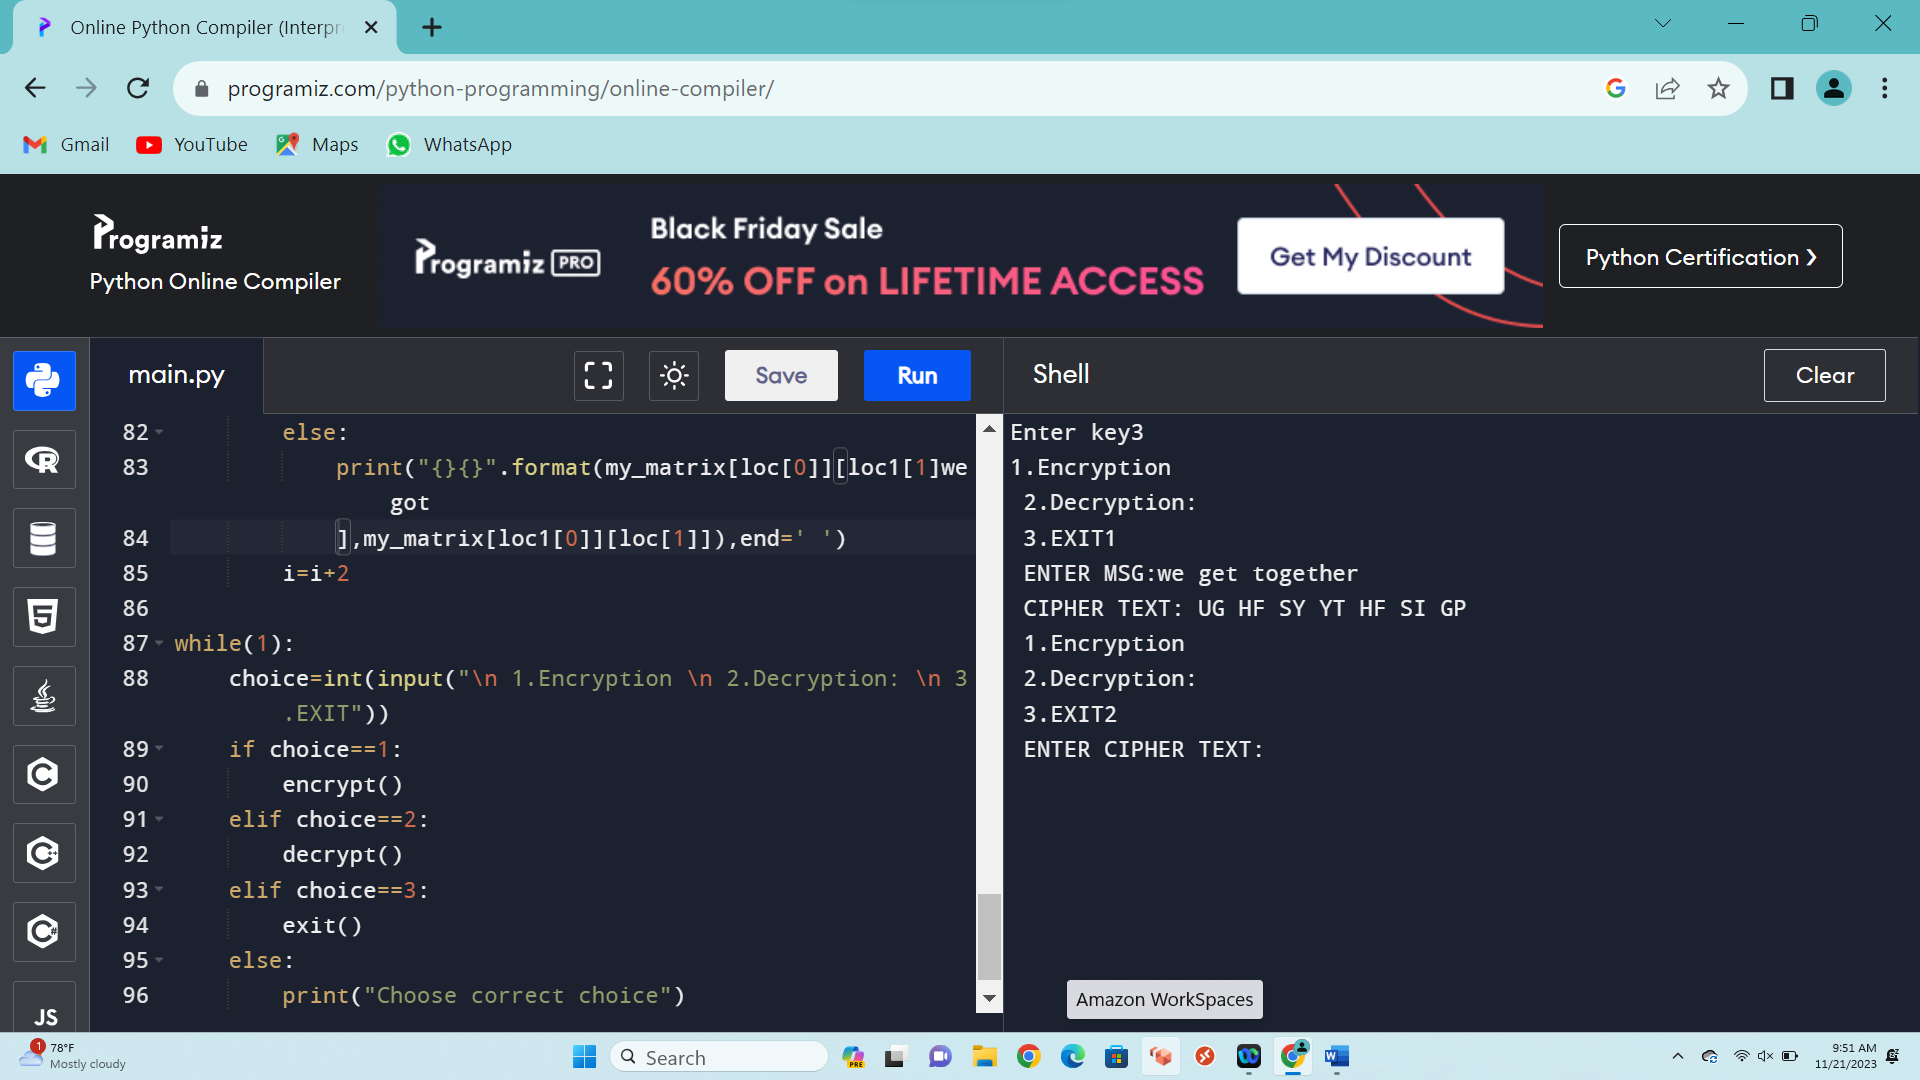 Online Python Compiler (Interpr
programiz.com/python-programming/online-compiler/
Gmail YouTube Maps WhatsApp
Programiz
Python Online Compiler
Programiz PRO
Black Friday Sale
60% OFF on LIFETIME ACCESS
Get My Discount
Python Certification ❯
main.py
Save
Run
Shell
Clear
82 else:
83 print("{}{}".format(my_matrix[loc[0]][loc1[1]we
got
84 ],my_matrix[loc1[0]][loc[1]]),end=' ')
85 i=i+2
86
87 while(1):
88 choice=int(input("\n 1.Encryption \n 2.Decryption: \n 3
.EXIT"))
89 if choice==1:
90 encrypt()
91 elif choice==2:
92 decrypt()
93 elif choice==3:
94 exit()
95 else:
96 print("Choose correct choice")
Enter key3
1.Encryption
2.Decryption:
3.EXIT1
ENTER MSG:we get together
CIPHER TEXT: UG HF SY YT HF SI GP
1.Encryption
2.Decryption:
3.EXIT2
ENTER CIPHER TEXT:
JS
Amazon WorkSpaces
1
78°F
Mostly cloudy
Search
PRE
9:51 AM
11/21/2023